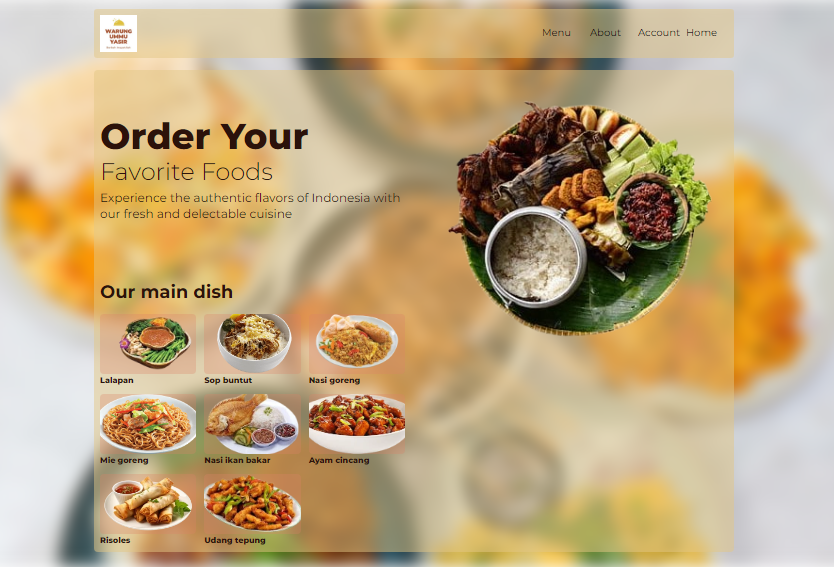 WARUNG
UMMU
YASIR
Menu About Account Home
Order Your
Favorite Foods
Experience the authentic flavors of Indonesia with
our fresh and delectable cuisine
Our main dish
Lalapan Sop buntut Nasi goreng
Mie goreng Nasi ikan bakar Ayam cincang
Risoles Udang tepung